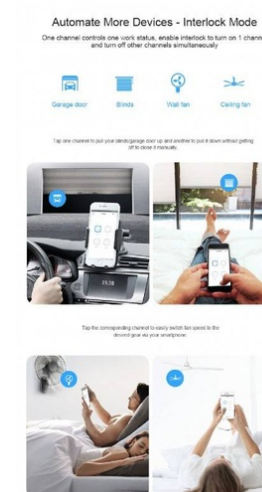 Automate More Devices - Interlock Mode
One channel controls one work status, enable interlock to turn on 1 chann
and turn off other channels simultaneously
Garage door
Blinds
Wall fan
Ceiling fan
Tap one channel to put your blinds/garage door up and another to put it down without getting
off to close it manually.
Tap the corresponding channel to easily switch fan speed to the
desired gear via your smartphone.